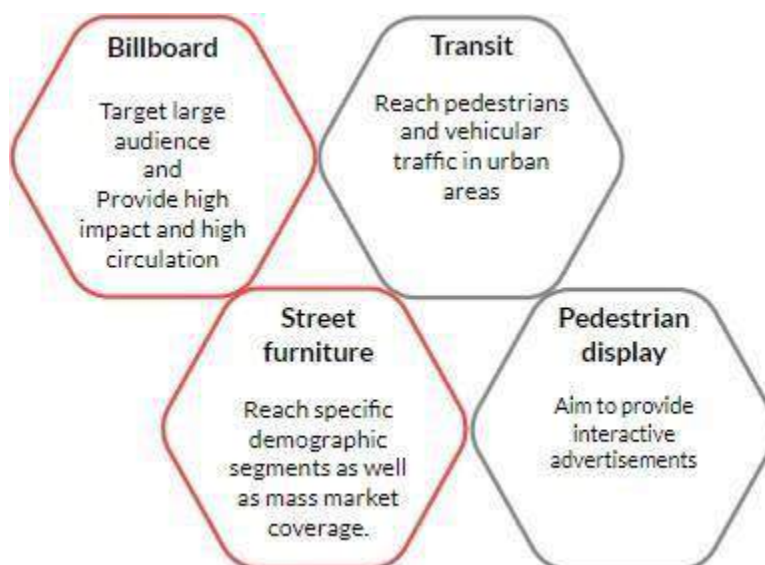 Billboard
Target large
audience
and
Provide high
impact and high
circulation
Transit
Reach pedestrians
and vehicular
traffic in urban
areas
Street
furniture
Reach specific
demographic
segments as well
as mass market
coverage.
Pedestrian
display
Aim to provide
interactive
advertisements